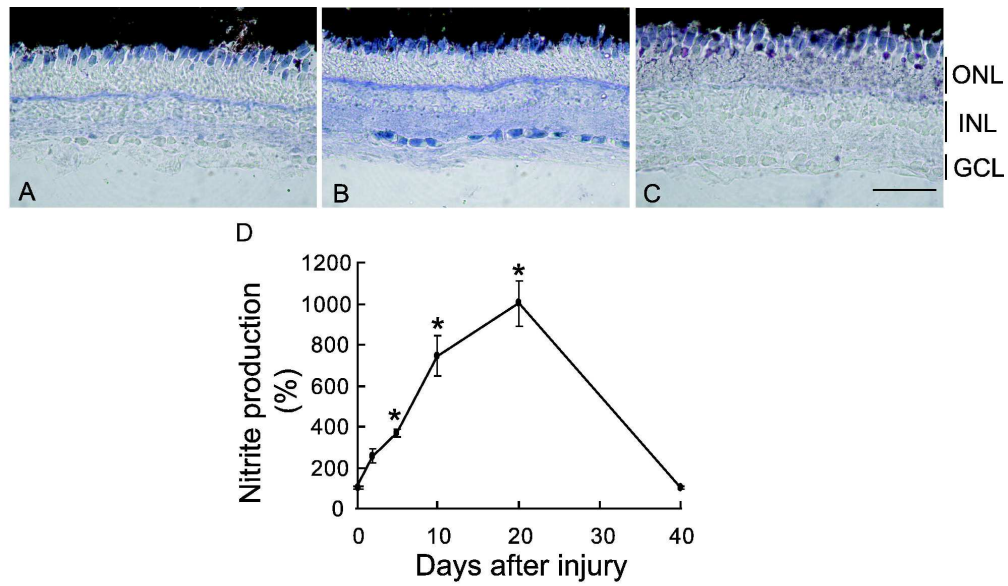 A
B
C
ONL
INL
GCL
D
Nitrite production
(%)
1200
1000
800
600
400
200
0
*
*
*
0 10 20 30 40
Days after injury